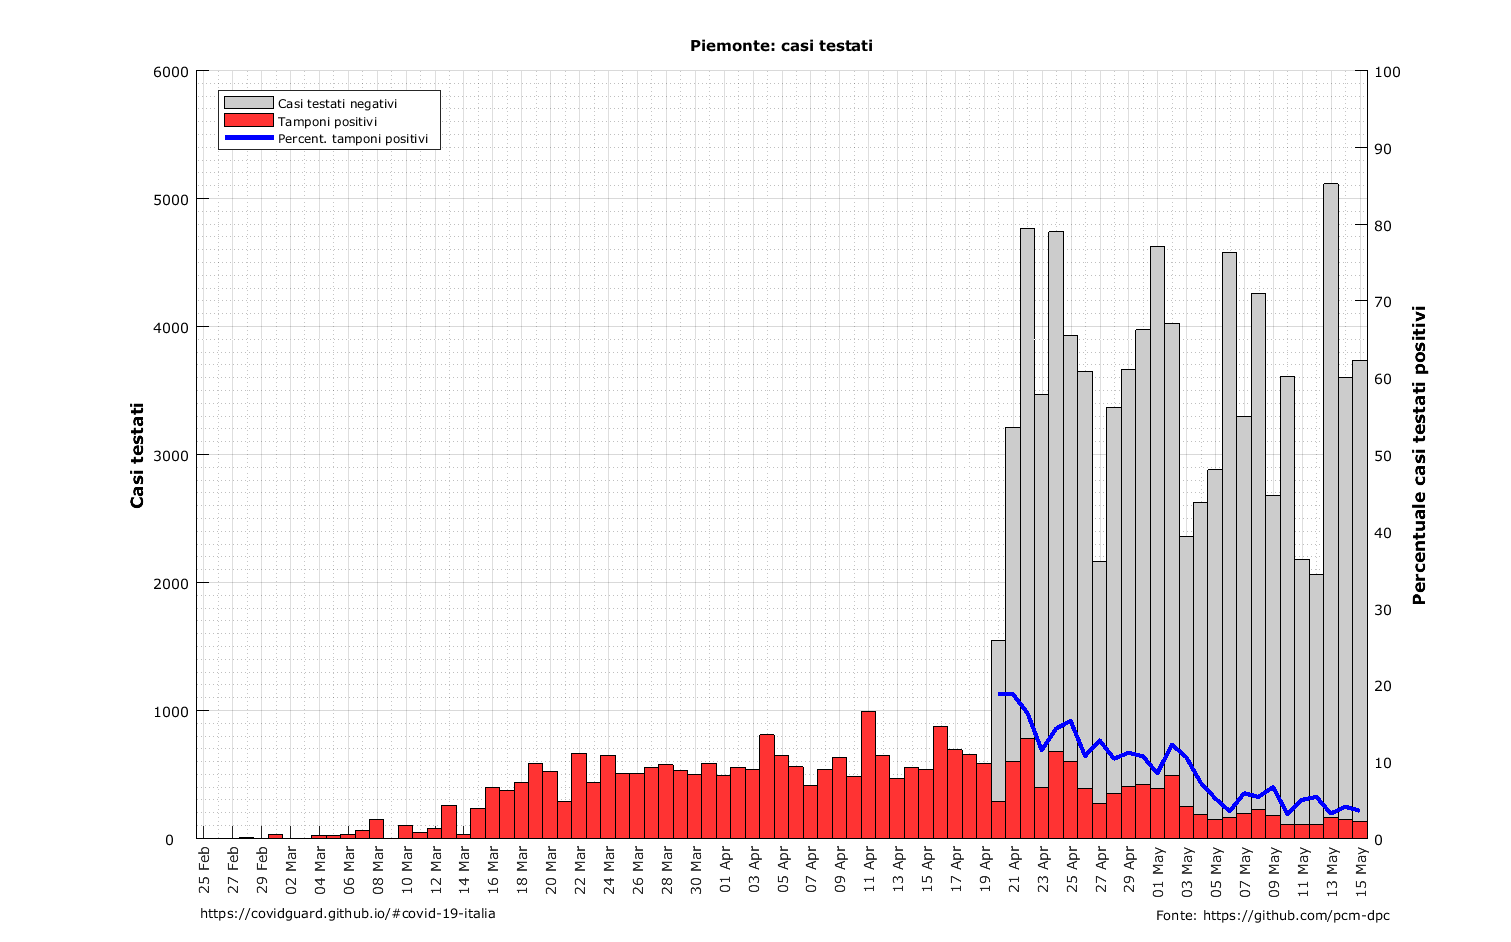 Piemonte: casi testati
6000
5000
4000
3000
2000
1000
0
Casi testati
Casi testati negativi
Tamponi positivi
Percent. tamponi positivi
100
90
80
70
60
50
40
30
20
10
0
Percentuale casi testati positivi
25 Feb
27 Feb
29 Feb
02 Mar
04 Mar
06 Mar
08 Mar
10 Mar
12 Mar
14 Mar
16 Mar
18 Mar
20 Mar
22 Mar
24 Mar
26 Mar
28 Mar
30 Mar
01 Apr
03 Apr
05 Apr
07 Apr
09 Apr
11 Apr
13 Apr
15 Apr
17 Apr
19 Apr
21 Apr
23 Apr
25 Apr
27 Apr
29 Apr
01 May
03 May
05 May
07 May
09 May
11 May
13 May
15 May
https://covidguard.github.io/#covid-19-italia
Fonte: https://github.com/pcm-dpc